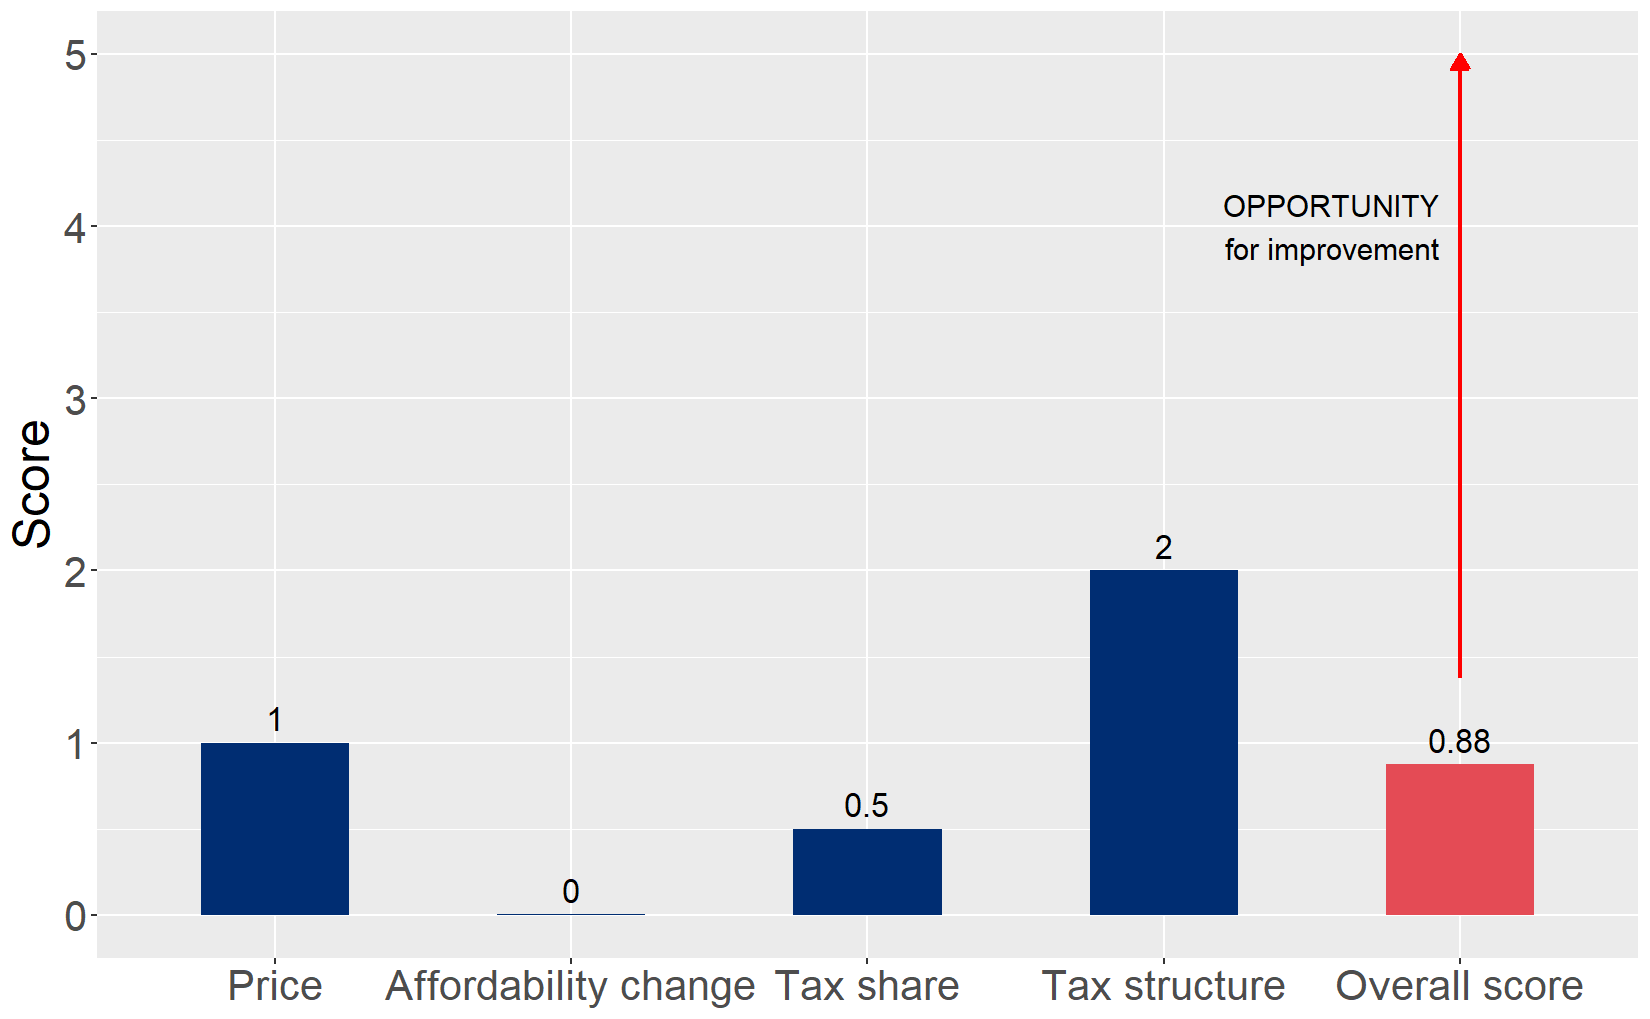 5
4
3
2
1
0
Score
OPPORTUNITY
for improvement
1
0
0.5
2
0.88
Price
Affordability change
Tax share
Tax structure
Overall score